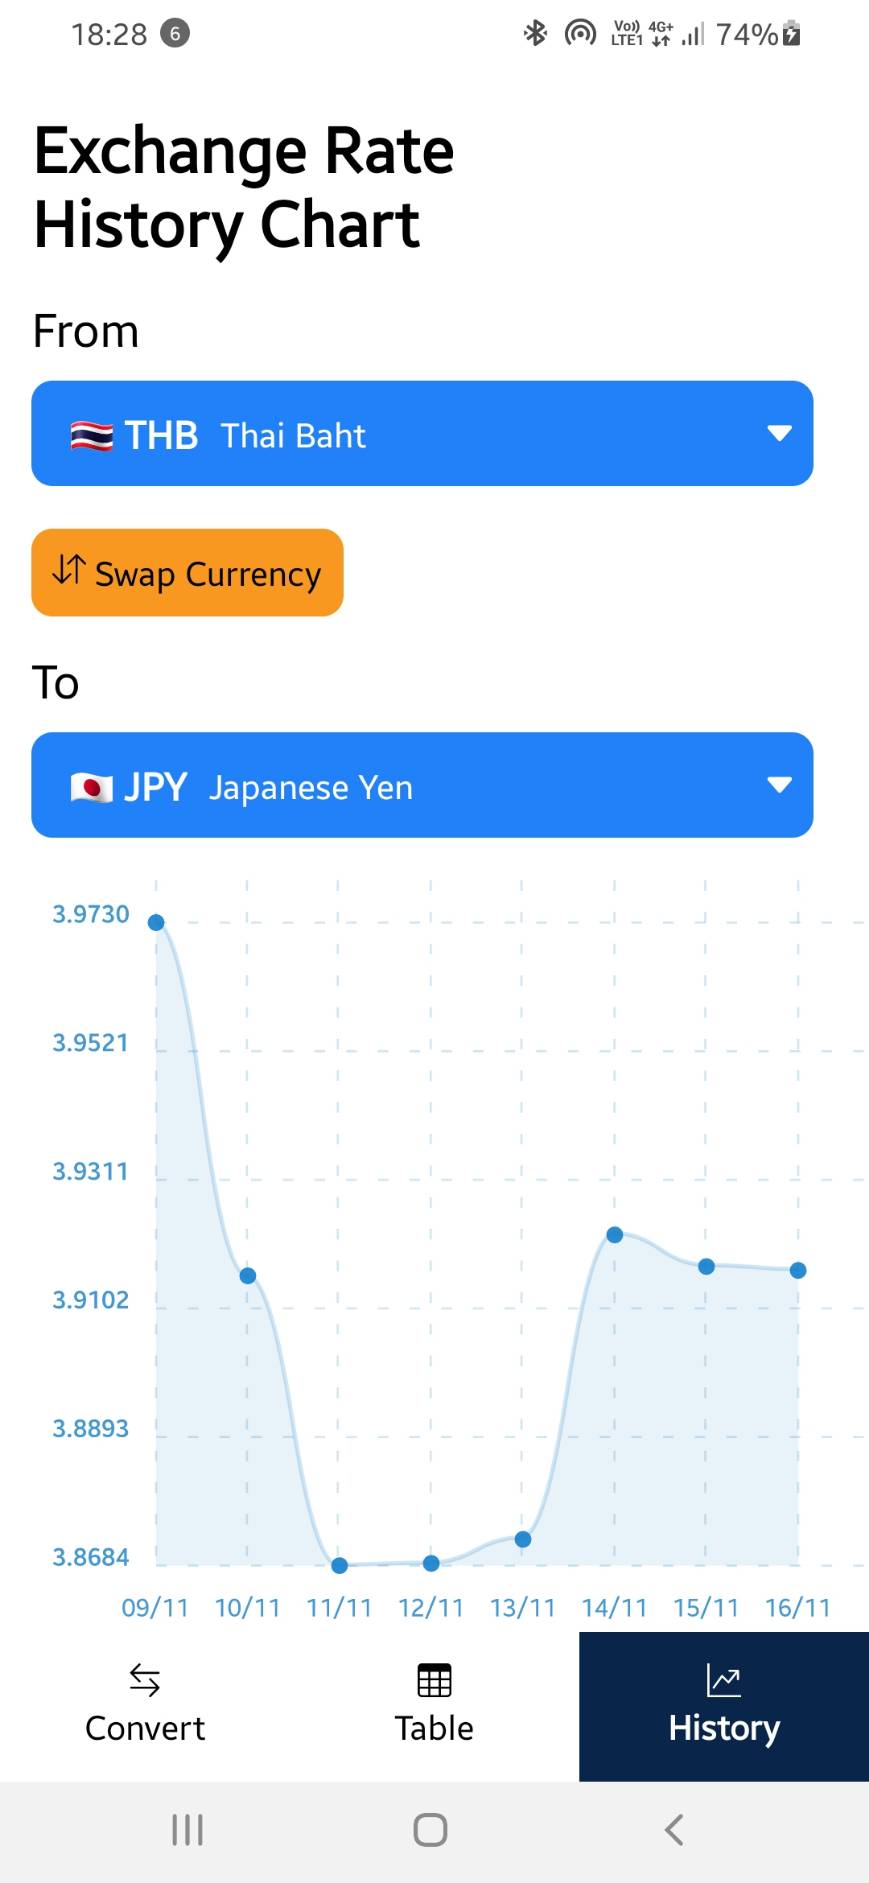 18:28 6 Vo)) LTE1 4G+ 74%
Exchange Rate
History Chart
From
THB Thai Baht
Swap Currency
To
JPY Japanese Yen
3.9730
3.9521
3.9311
3.9102
3.8893
3.8684
09/11 10/11 11/11 12/11 13/11 14/11 15/11 16/11
Convert Table History